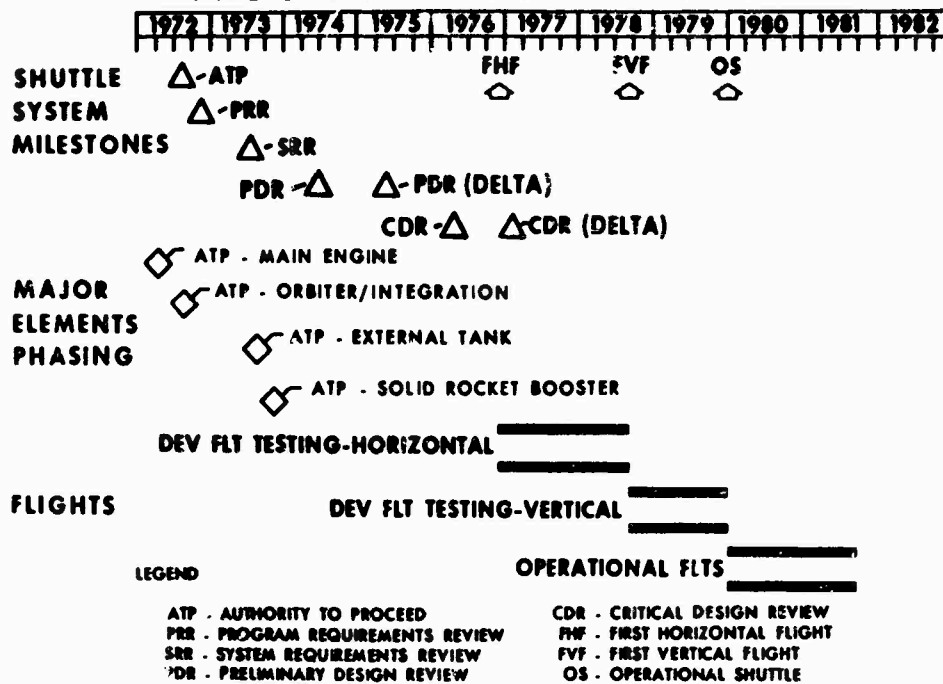 1972 1973 1974 1975 1976 1977 1978 1979 1980 1981 1982
SHUTTLE
SYSTEM
MILESTONES
ATP
PRR
SRR
PDR
PDR (DELTA)
CDR
CDR (DELTA)
FHF
FVF
OS
MAJOR
ELEMENTS
PHASING
ATP - MAIN ENGINE
ATP - ORBITER/INTEGRATION
ATP - EXTERNAL TANK
ATP - SOLID ROCKET BOOSTER
FLIGHTS
DEV FLT TESTING-HORIZONTAL
DEV FLT TESTING-VERTICAL
OPERATIONAL FLTS
LEGEND
ATP - AUTHORITY TO PROCEED
PRR - PROGRAM REQUIREMENTS REVIEW
SRR - SYSTEM REQUIREMENTS REVIEW
PDR - PRELIMINARY DESIGN REVIEW
CDR - CRITICAL DESIGN REVIEW
FHF - FIRST HORIZONTAL FLIGHT
FVF - FIRST VERTICAL FLIGHT
OS - OPERATIONAL SHUTTLE